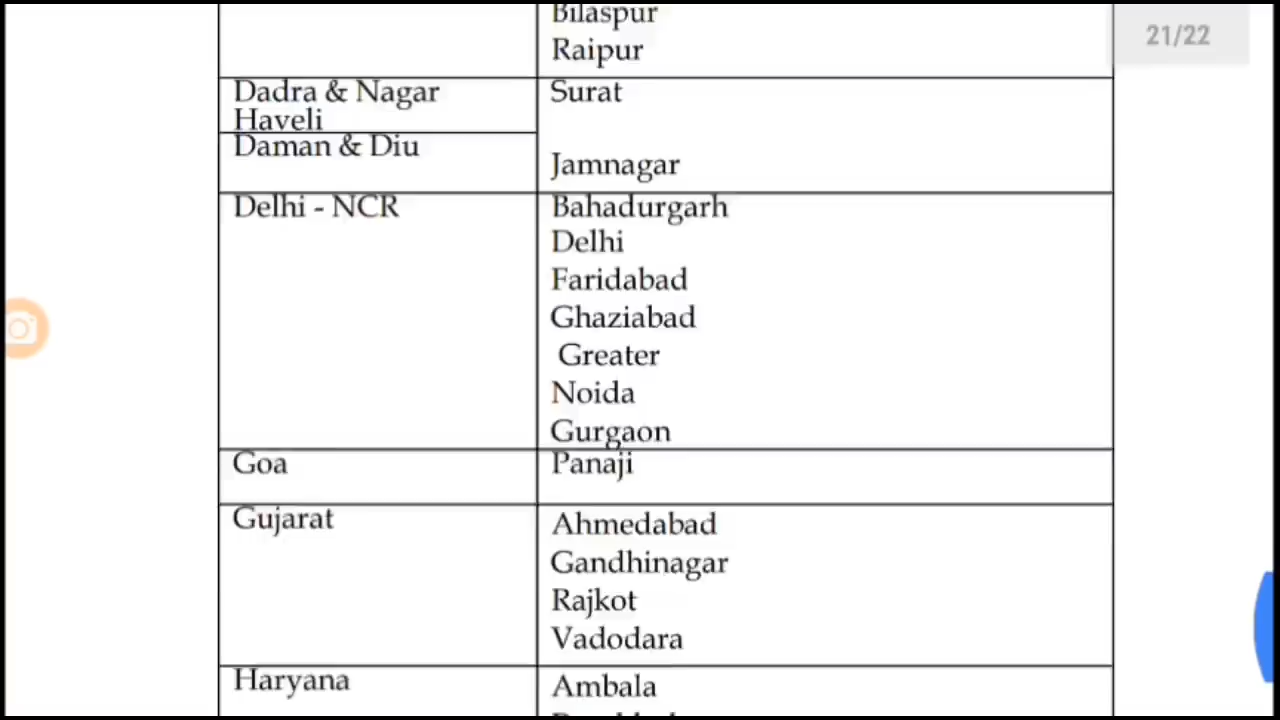 Bilaspur
21/22
Raipur
Dadra & Nagar
Haveli
Surat
Daman & Diu
Jamnagar
Delhi - NCR
Bahadurgarh
Delhi
Faridabad
Ghaziabad
Greater
Noida
Gurgaon
Goa
Panaji
Gujarat
Ahmedabad
Gandhinagar
Rajkot
Vadodara
Haryana
Ambala